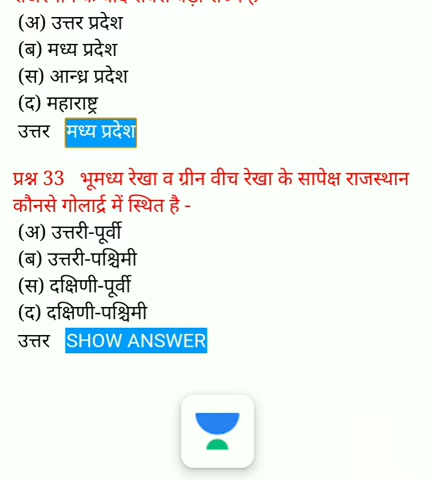 (अ) उत्तर प्रदेश
(ब) मध्य प्रदेश
(स) आन्ध्र प्रदेश
(द) महाराष्ट्र
उत्तर मध्य प्रदेश
प्रश्न 33 भूमध्य रेखा व ग्रीन वीच रेखा के सापेक्ष राजस्थान
कौनसे गोलार्द्र में स्थित है -
(अ) उत्तरी-पूर्वी
(ब) उत्तरी-पश्चिमी
(स) दक्षिणी-पूर्वी
(द) दक्षिणी-पश्चिमी
उत्तर SHOW ANSWER